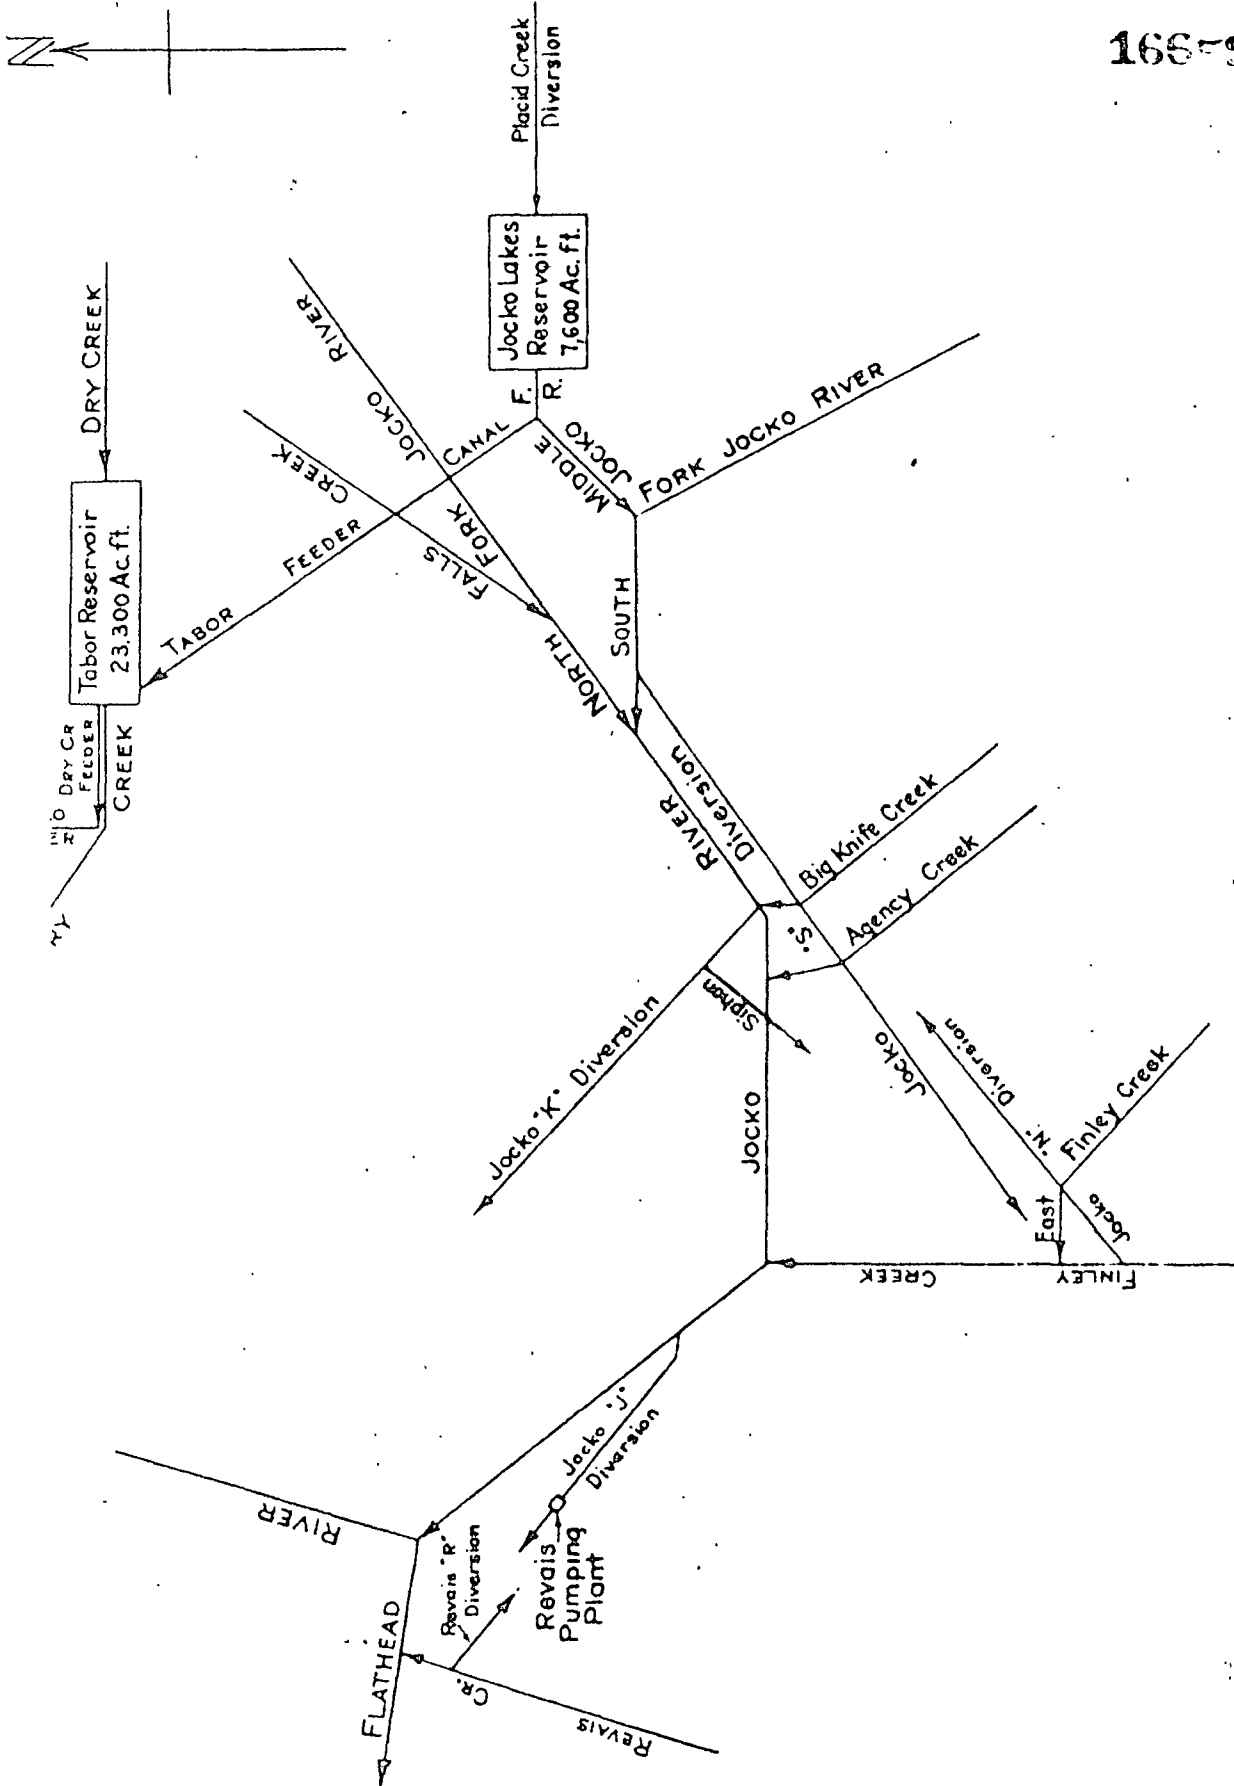 166
N
Placid Creek
Diversion
Jocko Lakes
Reservoir
7,600 Ac. ft.
DRY CREEK
Tabor Reservoir
23,300 Ac. ft.
DRY CR
FEEDER
CREEK
TABOR FEEDER CANAL
FALLS CREEK
NORTH FORK JOCKO RIVER
MIDDLE F.
JOCKO R.
SOUTH FORK JOCKO RIVER
JOCKO RIVER
Jocko "S" Diversion
Big Knife Creek
Agency Creek
Siphon
Jocko "K" Diversion
Jocko "N" Diversion
East Finley Creek
FINLEY CREEK
Jocko "J"
Diversion
FLATHEAD RIVER
Revais "R"
Diversion
Revais
Pumping
Plant
REVAIS CR.